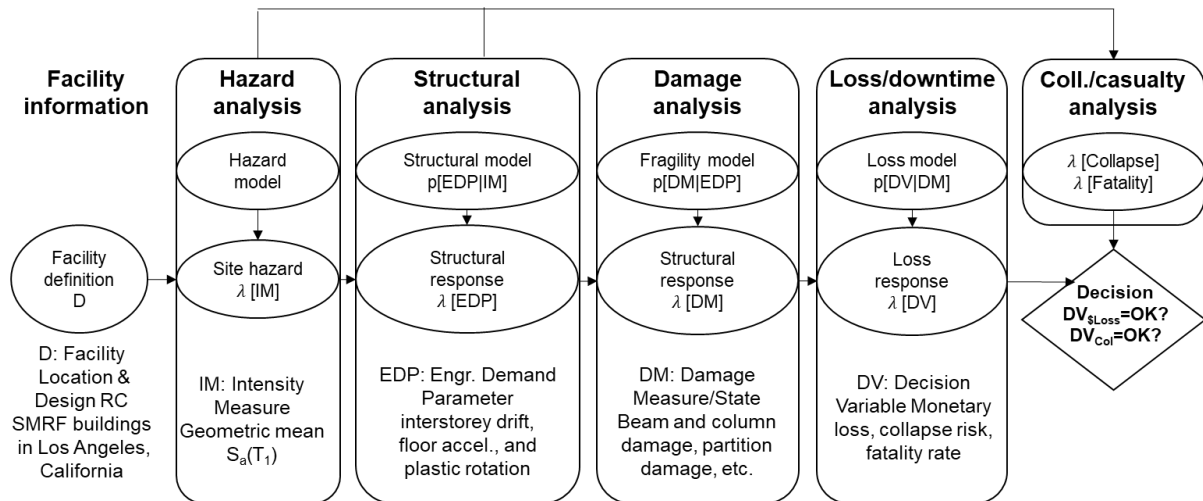 Facility
information
Facility
definition
D
D: Facility
Location &
Design RC
SMRF buildings
in Los Angeles,
California
Hazard
analysis
Hazard
model
Site hazard
λ [IM]
IM: Intensity
Measure
Geometric mean
Sₐ(T₁)
Structural
analysis
Structural model
p[EDP|IM]
Structural
response
λ [EDP]
EDP: Engr. Demand
Parameter
interstorey drift,
floor accel., and
plastic rotation
Damage
analysis
Fragility model
p[DM|EDP]
Structural
response
λ [DM]
DM: Damage
Measure/State
Beam and column
damage, partition
damage, etc.
Loss/downtime
analysis
Loss model
p[DV|DM]
Loss
response
λ [DV]
DV: Decision
Variable Monetary
loss, collapse risk,
fatality rate
Coll./casualty
analysis
λ [Collapse]
λ [Fatality]
Decision
DV$Loss=OK?
DVCol=OK?